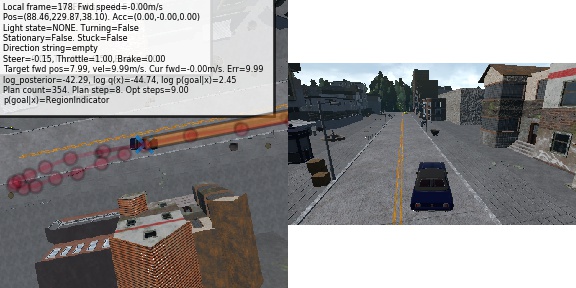 Local frame=178. Fwd speed=-0.00m/s
Pos=(88.46,229.87,38.10). Acc=(0.00,-0.00,0.00)
Light state=NONE. Turning=False
Stationary=False. Stuck=False
Direction string=empty
Steer=-0.15, Throttle=1.00, Brake=0.00
Target fwd pos=7.99, vel=9.99m/s. Cur fwd=-0.00m/s. Err=9.99
log_posterior=-42.29, log q(x)=-44.74, log p(goal|x)=2.45
Plan count=354. Plan step=8. Opt steps=9.00
p(goal|x)=RegionIndicator